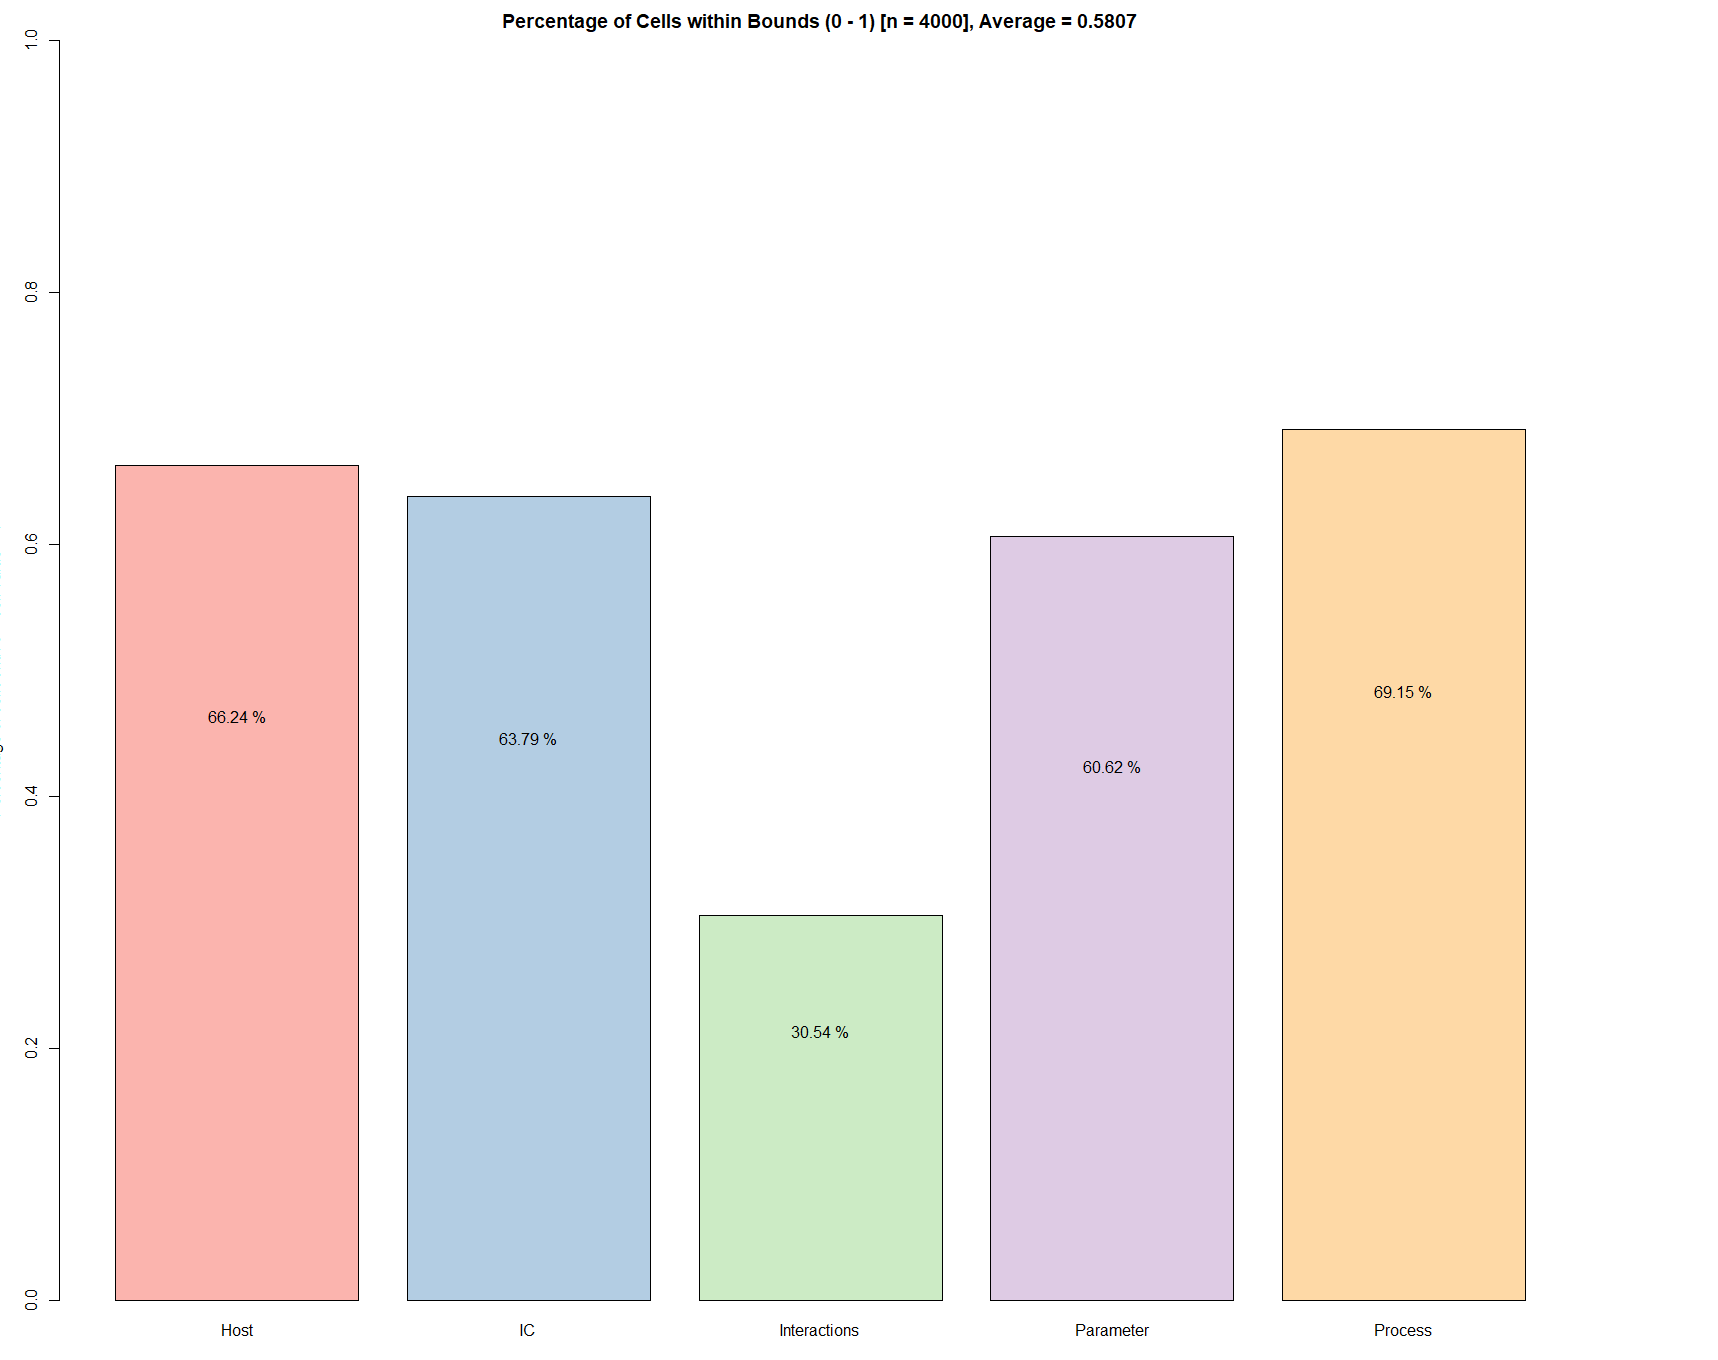 Percentage of Cells within Bounds (0 - 1) [n = 4000], Average = 0.5807
1.0
0.8
0.6
0.4
0.2
0.0
66.24 %
63.79 %
30.54 %
60.62 %
69.15 %
Host
IC
Interactions
Parameter
Process